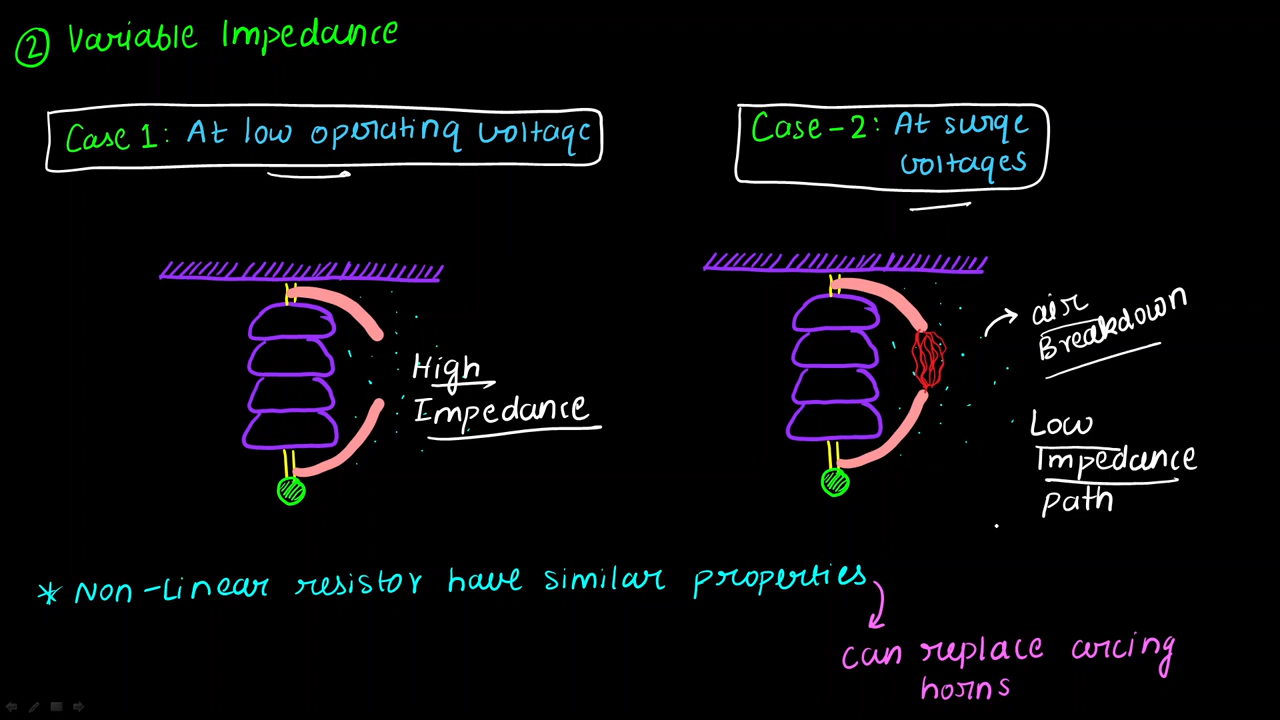 ② Variable Impedance
Case 1: At low operating voltage
Case-2: At surge
voltages
High
Impedance
air
Breakdown
Low
Impedance
path
* Non-Linear resistor have similar properties
can replace arcing
horns